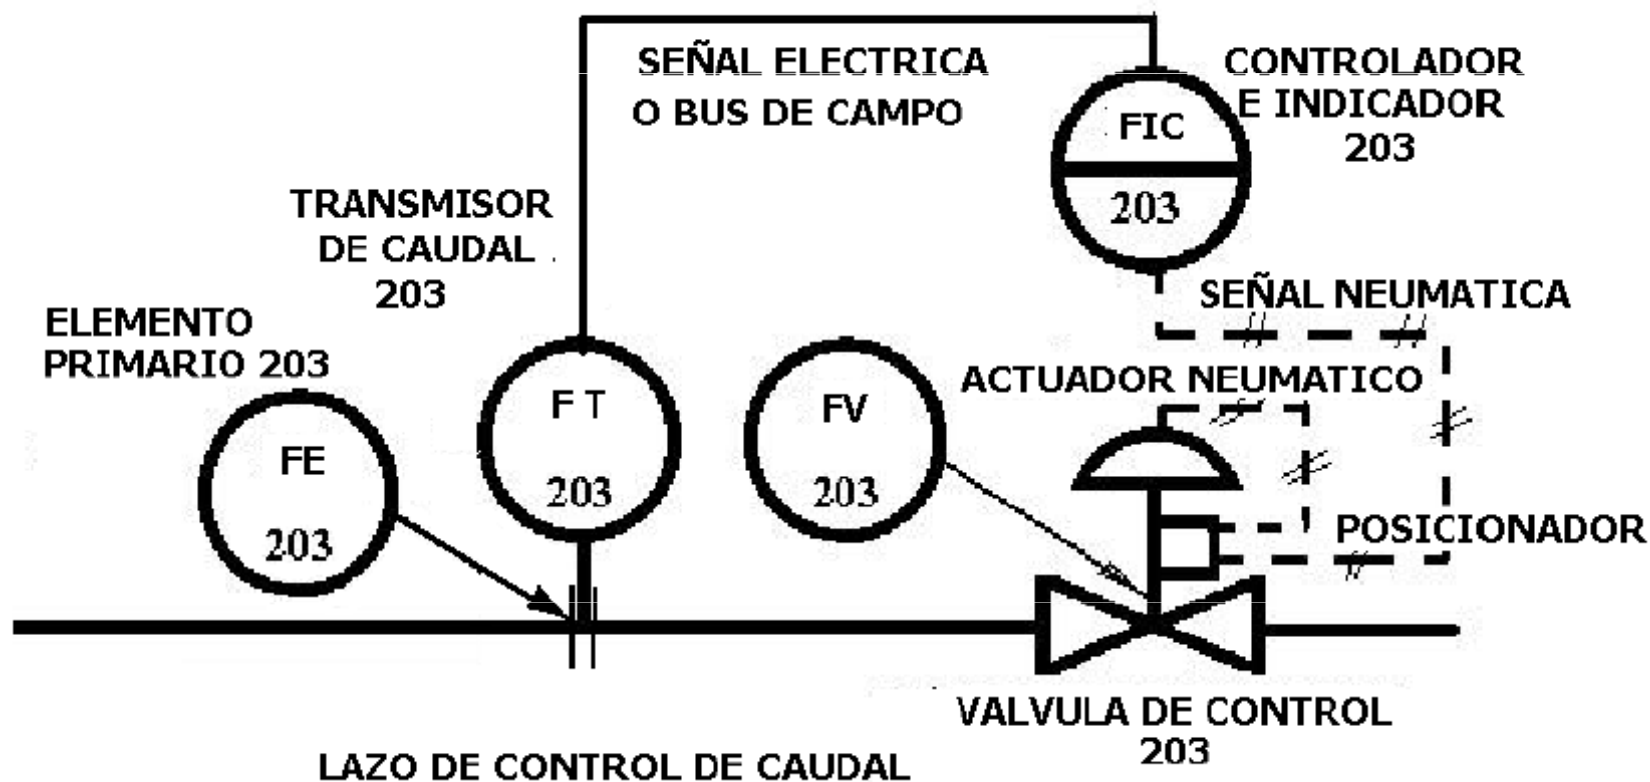 SEÑAL ELECTRICA
O BUS DE CAMPO
CONTROLADOR
E INDICADOR
203
FIC
203
TRANSMISOR
DE CAUDAL
203
SEÑAL NEUMATICA
ELEMENTO
PRIMARIO 203
ACTUADOR NEUMATICO
FE
203
F T
203
FV
203
POSICIONADOR
VALVULA DE CONTROL
203
LAZO DE CONTROL DE CAUDAL